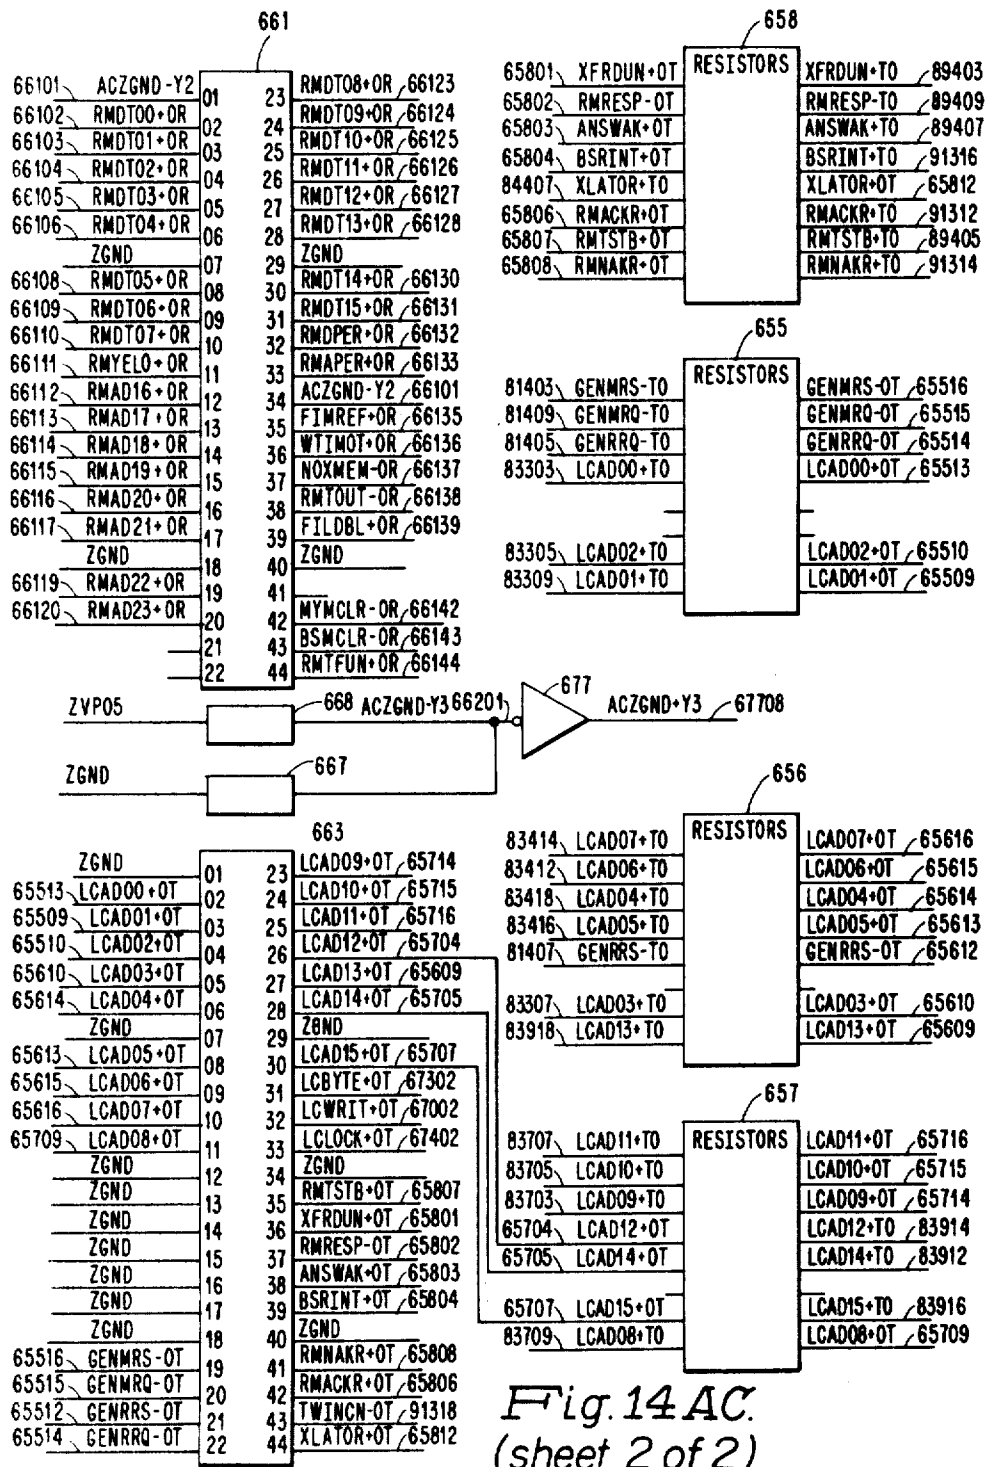 661
66101 ACZGND-Y2 01 23 RMDT08+OR 66123
66102 RMDT00+OR 02 24 RMDT09+OR 66124
66103 RMDT01+OR 03 25 RMDT10+OR 66125
66104 RMDT02+OR 04 26 RMDT11+OR 66126
66105 RMDT03+OR 05 27 RMDT12+OR 66127
66106 RMDT04+OR 06 28 RMDT13+OR 66128
ZGND 07 29 ZGND
66108 RMDT05+OR 08 30 RMDT14+OR 66130
66109 RMDT06+OR 09 31 RMDT15+OR 66131
66110 RMDT07+OR 10 32 RMDPER+OR 66132
66111 RMYEL0+OR 11 33 RMAPER+OR 66133
66112 RMAD16+OR 12 34 ACZGND-Y2 66101
66113 RMAD17+OR 13 35 FIMREF+OR 66135
66114 RMAD18+OR 14 36 WTIMOT+OR 66136
66115 RMAD19+OR 15 37 NOXMEM-OR 66137
66116 RMAD20+OR 16 38 RMTOUT-OR 66138
66117 RMAD21+OR 17 39 FILDBL+OR 66139
ZGND 18 40 ZGND
66119 RMAD22+OR 19 41
66120 RMAD23+OR 20 42 MYMCLR-OR 66142
21 43 BSMCLR-OR 66143
22 44 RMTFUN+OR 66144
658
RESISTORS
65801 XFRDUN+OT XFRDUN+TO 89403
65802 RMRESP-OT RMRESP-TO 89409
65803 ANSWAK+OT ANSWAK+TO 89407
65804 BSRINT+OT BSRINT+TO 91316
84407 XLATOR+TO XLATOR+OT 65812
65806 RMACKR+OT RMACKR+TO 91312
65807 RMTSTB+OT RMTSTB+TO 89405
65808 RMNAKR+OT RMNAKR+TO 91314
655
RESISTORS
81403 GENMRS-TO GENMRS-OT 65516
81409 GENMRQ-TO GENMRQ-OT 65515
81405 GENRRQ-TO GENRRQ-OT 65514
83303 LCAD00+TO LCAD00+OT 65513
83305 LCAD02+TO LCAD02+OT 65510
83309 LCAD01+TO LCAD01+OT 65509
ZVP05 668 ACZGND-Y3 66201 677 ACZGND+Y3 67708
ZGND 667
663
ZGND 01 23 LCAD09+OT 65714
65513 LCAD00+OT 02 24 LCAD10+OT 65715
65509 LCAD01+OT 03 25 LCAD11+OT 65716
65510 LCAD02+OT 04 26 LCAD12+OT 65704
65610 LCAD03+OT 05 27 LCAD13+OT 65609
65614 LCAD04+OT 06 28 LCAD14+OT 65705
ZGND 07 29 ZGND
65613 LCAD05+OT 08 30 LCAD15+OT 65707
65615 LCAD06+OT 09 31 LCBYTE+OT 67302
65616 LCAD07+OT 10 32 LCWRIT+OT 67002
65709 LCAD08+OT 11 33 LCLOCK+OT 67402
ZGND 12 34 ZGND
ZGND 13 35 RMTSTB+OT 65807
ZGND 14 36 XFRDUN+OT 65801
ZGND 15 37 RMRESP-OT 65802
ZGND 16 38 ANSWAK+OT 65803
ZGND 17 39 BSRINT+OT 65804
ZGND 18 40 ZGND
65516 GENMRS-OT 19 41 RMNAKR+OT 65808
65515 GENMRQ-OT 20 42 RMACKR+OT 65806
65512 GENRRS-OT 21 43 TWINCN-OT 91318
65514 GENRRQ-OT 22 44 XLATOR+OT 65812
656
RESISTORS
83414 LCAD07+TO LCAD07+OT 65616
83412 LCAD06+TO LCAD06+OT 65615
83418 LCAD04+TO LCAD04+OT 65614
83416 LCAD05+TO LCAD05+OT 65613
81407 GENRRS-TO GENRRS-OT 65612
83307 LCAD03+TO LCAD03+OT 65610
83918 LCAD13+TO LCAD13+OT 65609
657
RESISTORS
83707 LCAD11+TO LCAD11+OT 65716
83705 LCAD10+TO LCAD10+OT 65715
83703 LCAD09+TO LCAD09+OT 65714
65704 LCAD12+OT LCAD12+TO 83914
65705 LCAD14+OT LCAD14+TO 83912
65707 LCAD15+OT LCAD15+TO 83916
83709 LCAD08+TO LCAD08+OT 65709
Fig. 14 AC.
(sheet 2 of 2)